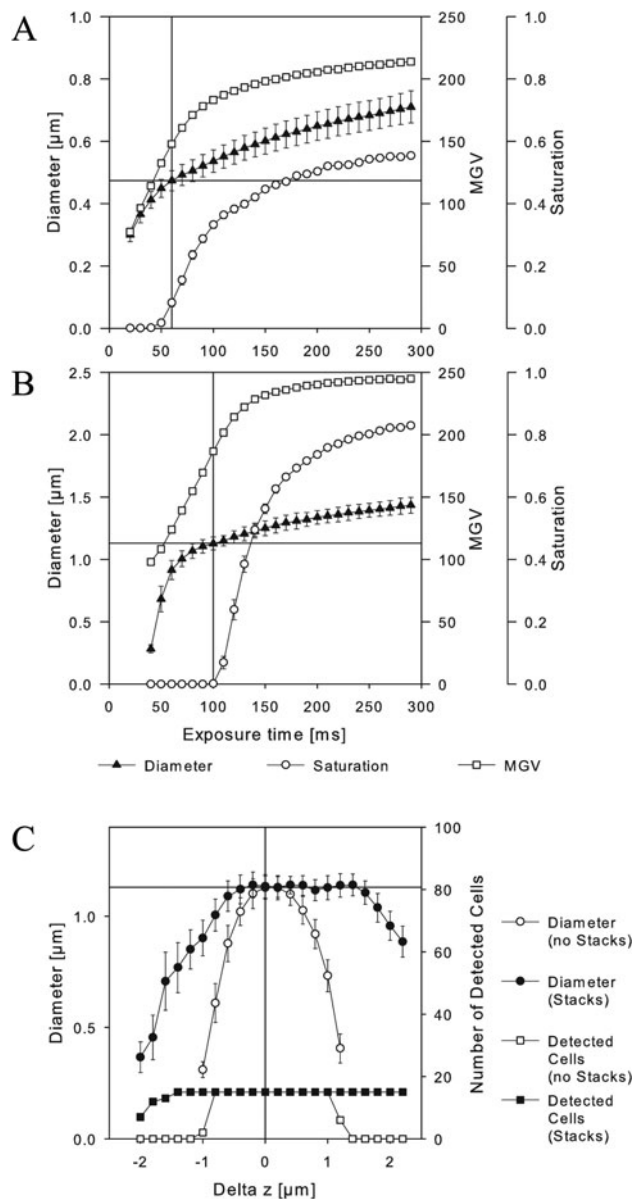 A
Diameter [µm]
1.0
0.8
0.6
0.4
0.2
0.0
MGV
250
200
150
100
50
0
Saturation
1.0
0.8
0.6
0.4
0.2
0.0
0 50 100 150 200 250 300
B
Diameter [µm]
2.5
2.0
1.5
1.0
0.5
0.0
MGV
250
200
150
100
50
0
Saturation
1.0
0.8
0.6
0.4
0.2
0.0
0 50 100 150 200 250 300
Exposure time [ms]
Diameter Saturation MGV
C
Diameter [µm]
1.0
0.5
0.0
Number of Detected Cells
100
80
60
40
20
0
-2 -1 0 1 2
Delta z [µm]
Diameter
(no Stacks)
Diameter
(Stacks)
Detected
Cells
(no Stacks)
Detected
Cells
(Stacks)